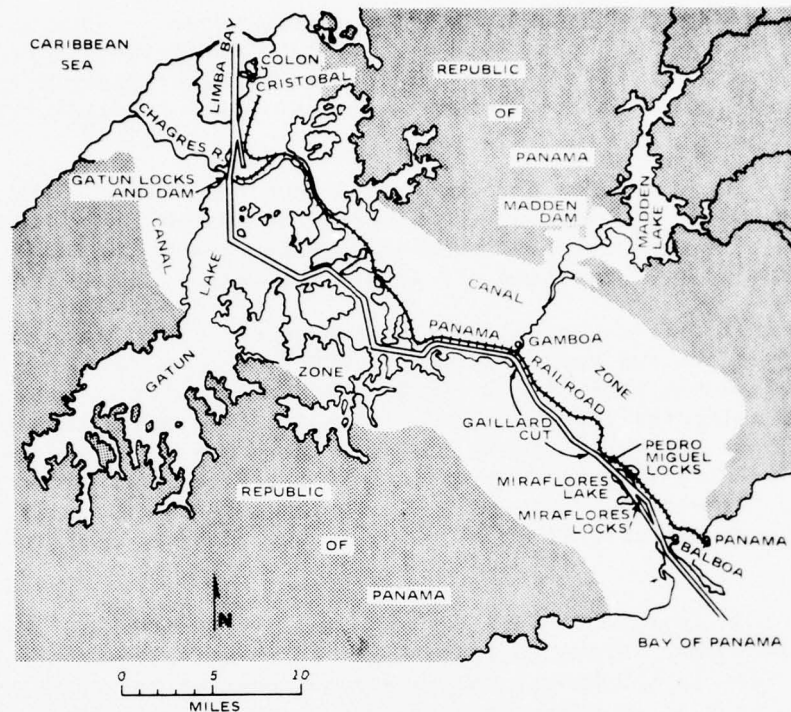 CARIBBEAN
SEA
LIMBA BAY
COLON
CRISTOBAL
REPUBLIC
OF
PANAMA
CHAGRES R.
GATUN LOCKS
AND DAM
MADDEN
DAM
MADDEN
LAKE
CANAL
LAKE
CANAL
PANAMA
GAMBOA
ZONE
GATUN
ZONE
RAILROAD
GAILLARD
CUT
PEDRO
MIGUEL
LOCKS
MIRAFLORES
LAKE
MIRAFLORES
LOCKS
REPUBLIC
OF
PANAMA
PANAMA
BALBOA
N
BAY OF PANAMA
0 5 10
MILES